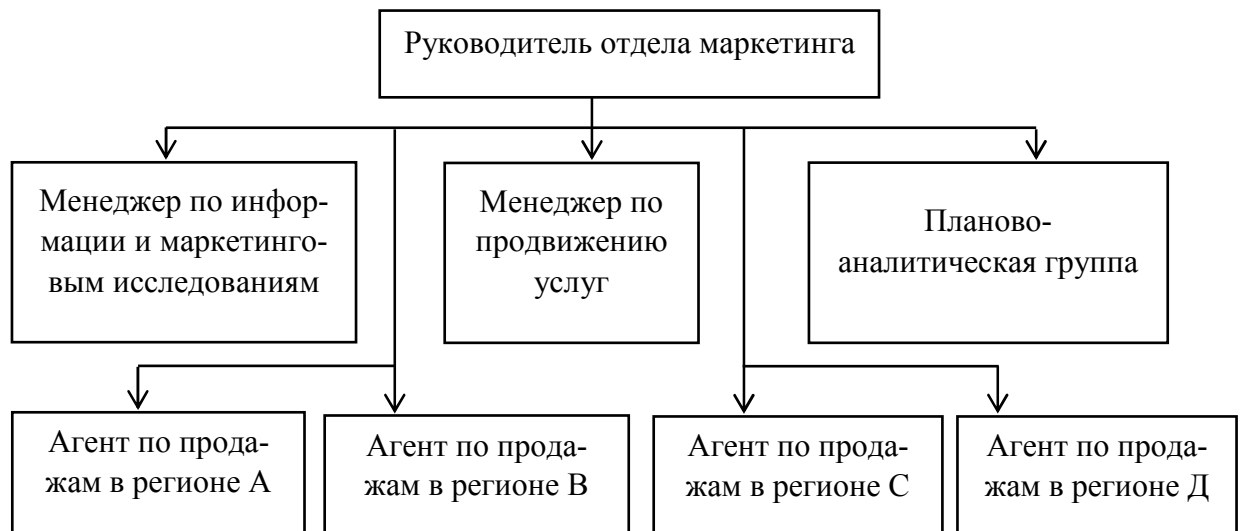 Руководитель отдела маркетинга
Менеджер по инфор-
мации и маркетинго-
вым исследованиям
Менеджер по
продвижению
услуг
Планово-
аналитическая группа
Агент по прода-
жам в регионе А
Агент по прода-
жам в регионе В
Агент по прода-
жам в регионе С
Агент по прода-
жам в регионе Д